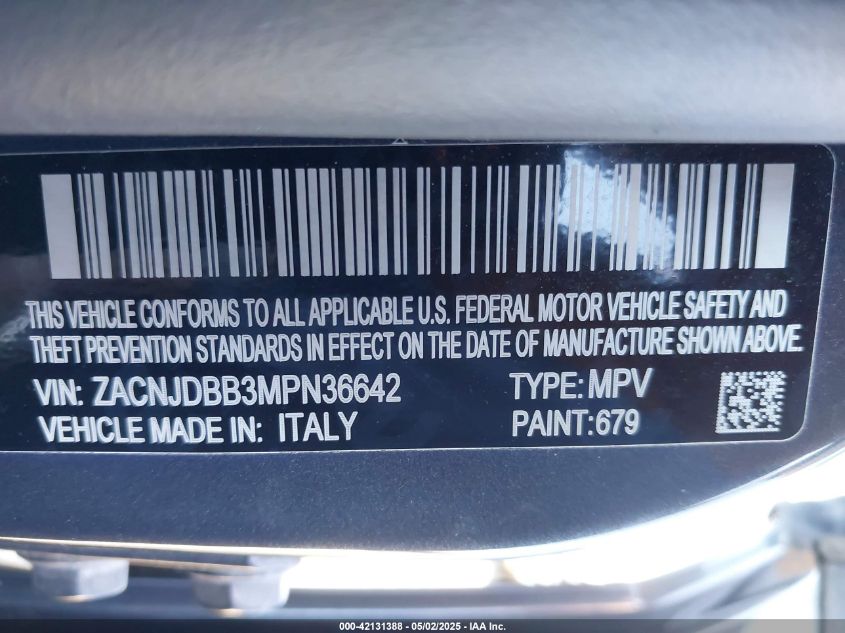 THIS VEHICLE CONFORMS TO ALL APPLICABLE U.S. FEDERAL MOTOR VEHICLE SAFETY AND
THEFT PREVENTION STANDARDS IN EFFECT ON THE DATE OF MANUFACTURE SHOWN ABOVE.
VIN: ZACNJDBB3MPN36642 TYPE: MPV
VEHICLE MADE IN: ITALY PAINT:679
000-42131388 - 05/02/2025 - IAA Inc.